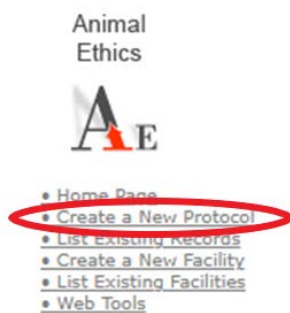 Animal
Ethics
AE
• Home Page
• Create a New Protocol
• List Existing Records
• Create a New Facility
• List Existing Facilities
• Web Tools